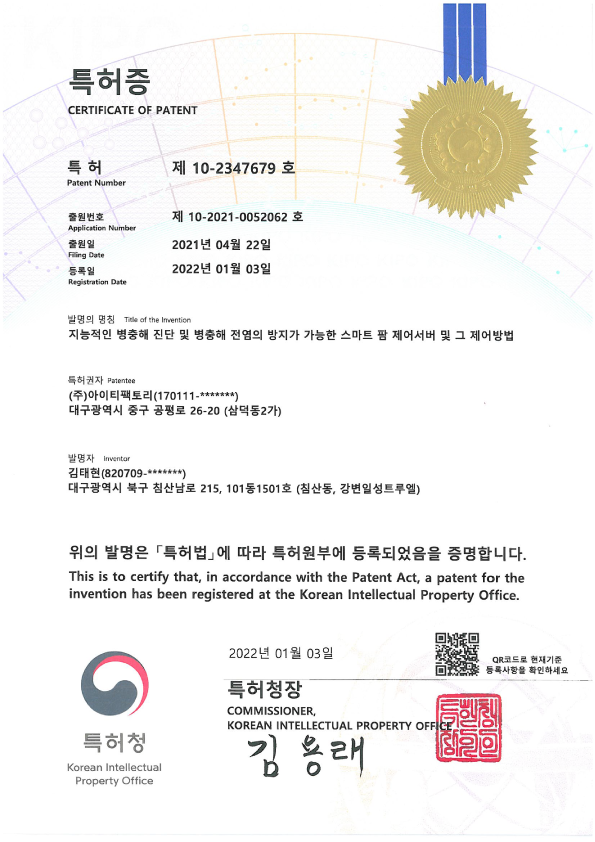 특허증
CERTIFICATE OF PATENT
특 허 제 10-2347679 호
Patent Number
출원번호 제 10-2021-0052062 호
Application Number
출원일 2021년 04월 22일
Filing Date
등록일 2022년 01월 03일
Registration Date
발명의 명칭 Title of the Invention
지능적인 병충해 진단 및 병충해 전염의 방지가 가능한 스마트 팜 제어서버 및 그 제어방법
특허권자 Patentee
(주)아이티팩토리(170111-*******)
대구광역시 중구 공평로 26-20 (삼덕동2가)
발명자 Inventor
김태현(820709-*******)
대구광역시 북구 침산남로 215, 101동1501호 (침산동, 강변일성트루엘)
위의 발명은 「특허법」에 따라 특허원부에 등록되었음을 증명합니다.
This is to certify that, in accordance with the Patent Act, a patent for the
invention has been registered at the Korean Intellectual Property Office.
2022년 01월 03일
QR코드로 현재기준
등록사항을 확인하세요
특허청장
COMMISSIONER,
KOREAN INTELLECTUAL PROPERTY OFFICE
김용래
특허청
Korean Intellectual
Property Office